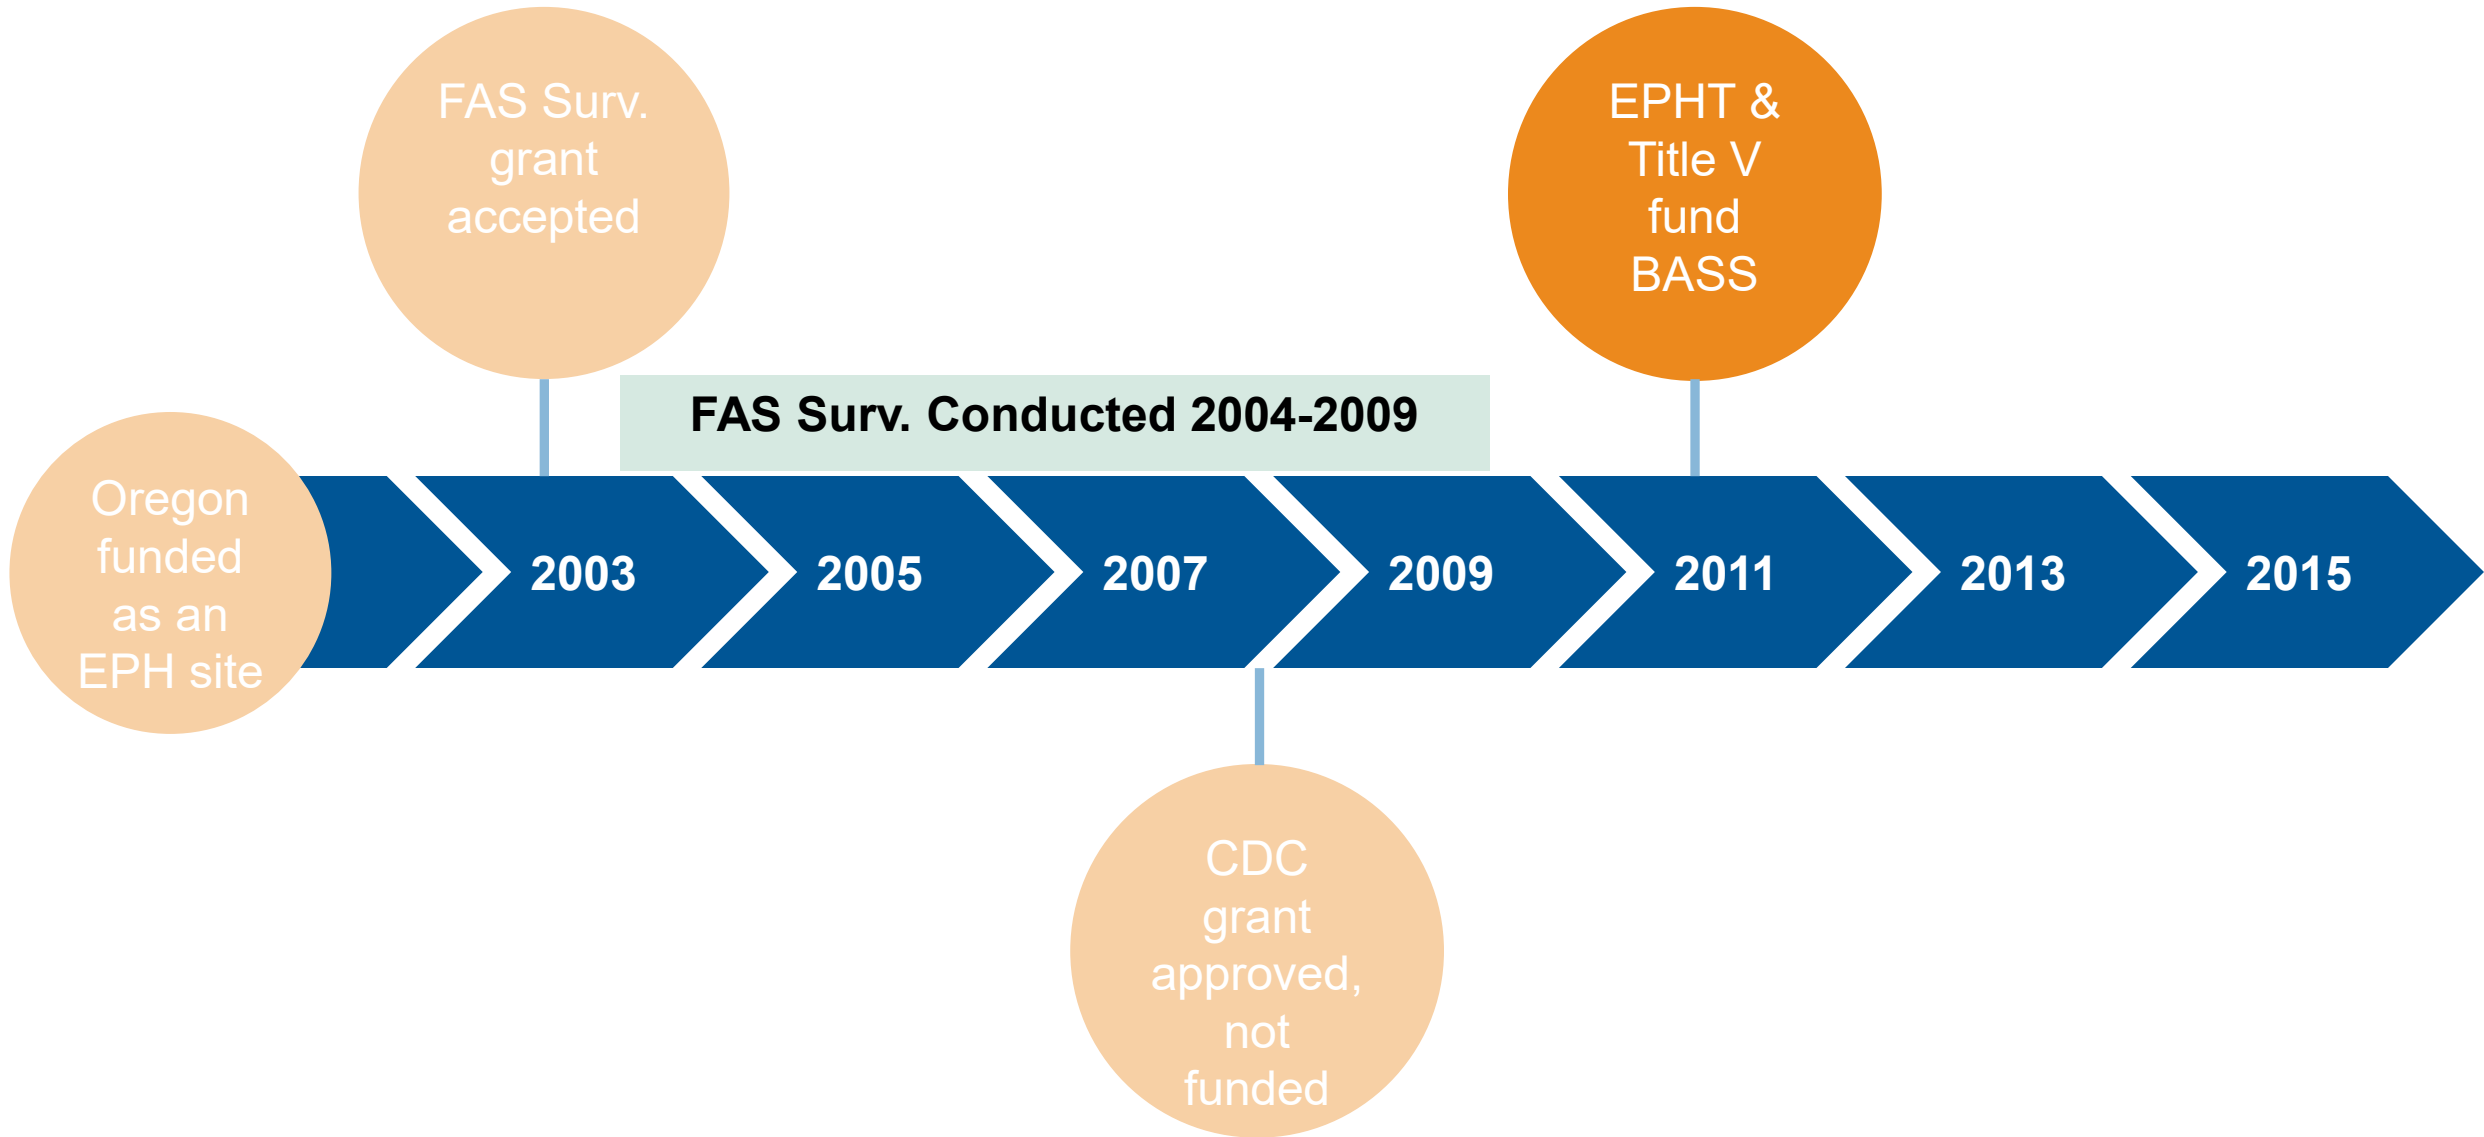 FAS Surv.
grant
accepted
EPHT &
Title V
fund
BASS
FAS Surv. Conducted 2004-2009
Oregon
funded
as an
EPH site
2003
2005
2007
2009
2011
2013
2015
CDC
grant
approved,
not
funded